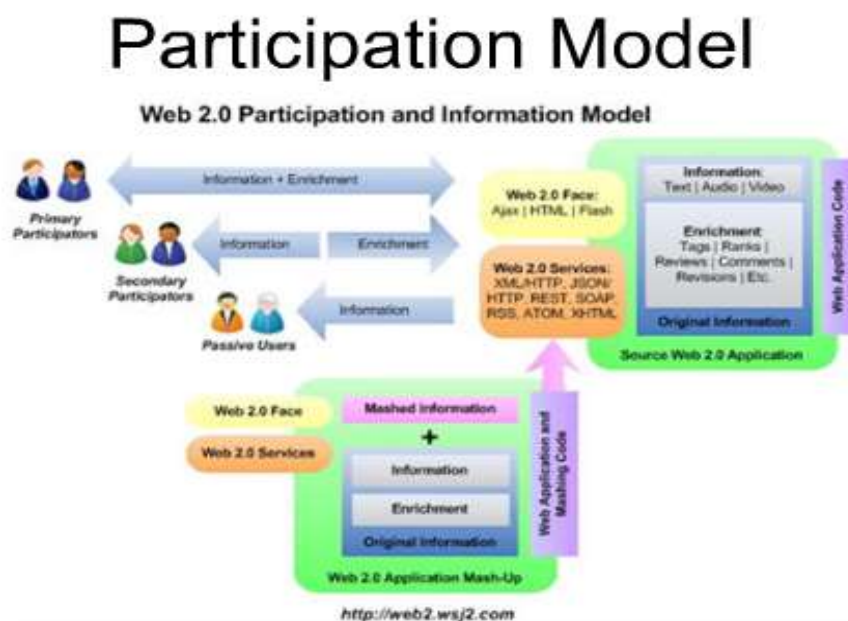 Participation Model
Web 2.0 Participation and Information Model
Primary
Participators
Information + Enrichment
Secondary
Participators
Information
Enrichment
Passive Users
Information
Web 2.0 Face:
Ajax | HTML | Flash
Web 2.0 Services:
XML/HTTP, JSON/
HTTP, REST, SOAP,
RSS, ATOM, XHTML
Information:
Text | Audio | Video
Enrichment
Tags | Ranks |
Reviews | Comments |
Revisions | Etc.
Original Information
Source Web 2.0 Application
Web Application Code
Web 2.0 Face
Web 2.0 Services
Mashed Information
+
Information
Enrichment
Original Information
Web 2.0 Application Mash-Up
Web Application and
Mashing Code
http://web2.wsj2.com